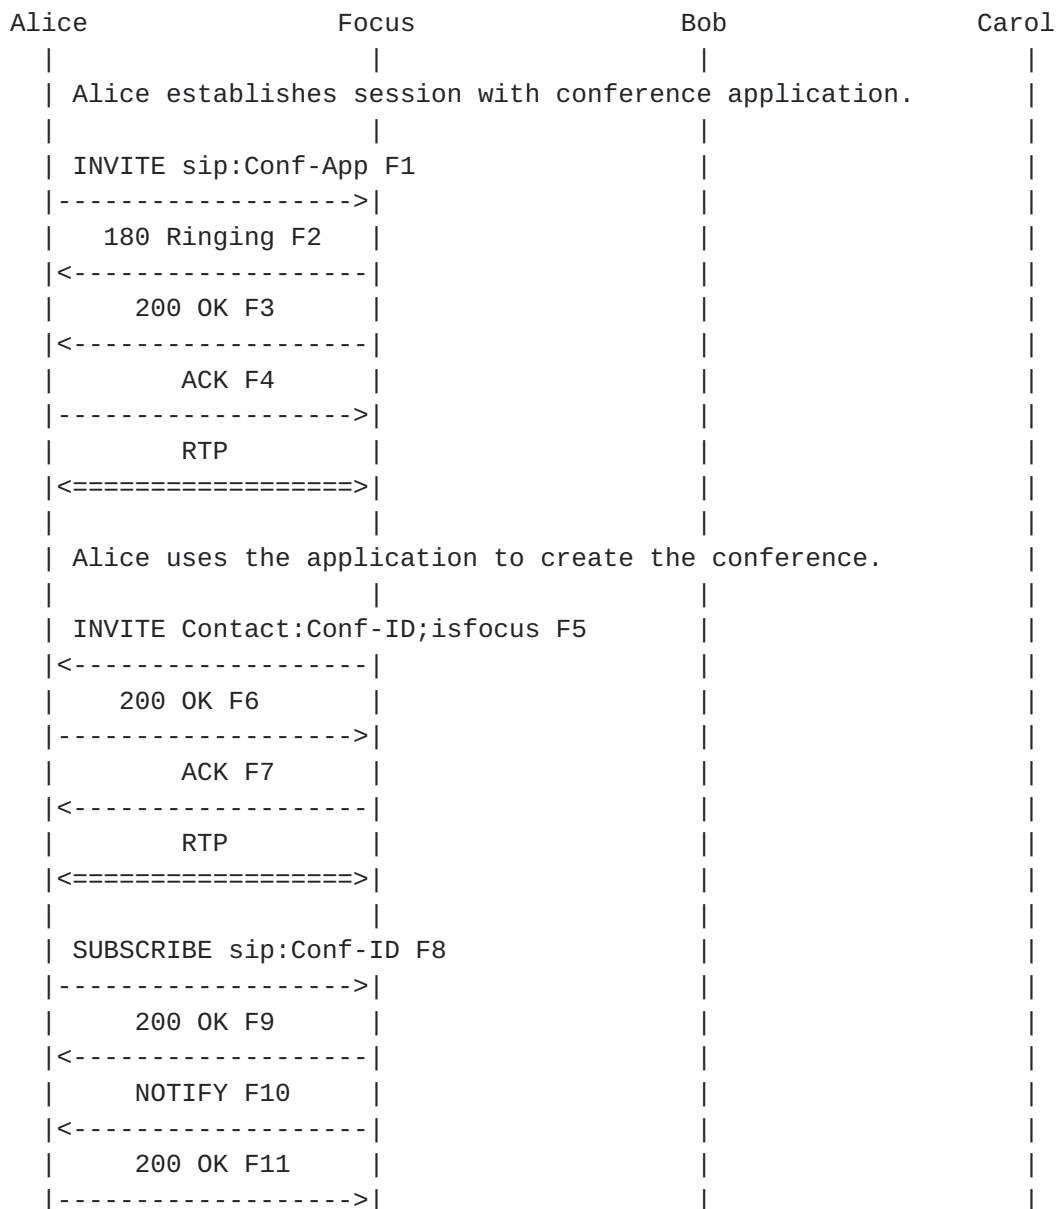 Alice                Focus                 Bob                Carol
  |                    |                    |                    |
  | Alice establishes session with conference application.       |
  |                    |                    |                    |
  | INVITE sip:Conf-App F1                  |                    |
  |------------------->|                    |                    |
  |   180 Ringing F2   |                    |                    |
  |<-------------------|                    |                    |
  |     200 OK F3      |                    |                    |
  |<-------------------|                    |                    |
  |        ACK F4      |                    |                    |
  |------------------->|                    |                    |
  |        RTP         |                    |                    |
  |<==================>|                    |                    |
  |                    |                    |                    |
  | Alice uses the application to create the conference.         |
  |                    |                    |                    |
  | INVITE Contact:Conf-ID;isfocus F5       |                    |
  |<-------------------|                    |                    |
  |    200 OK F6       |                    |                    |
  |------------------->|                    |                    |
  |        ACK F7      |                    |                    |
  |<-------------------|                    |                    |
  |        RTP         |                    |                    |
  |<==================>|                    |                    |
  |                    |                    |                    |
  | SUBSCRIBE sip:Conf-ID F8                |                    |
  |------------------->|                    |                    |
  |     200 OK F9      |                    |                    |
  |<-------------------|                    |                    |
  |     NOTIFY F10     |                    |                    |
  |<-------------------|                    |                    |
  |     200 OK F11     |                    |                    |
  |------------------->|                    |                    |